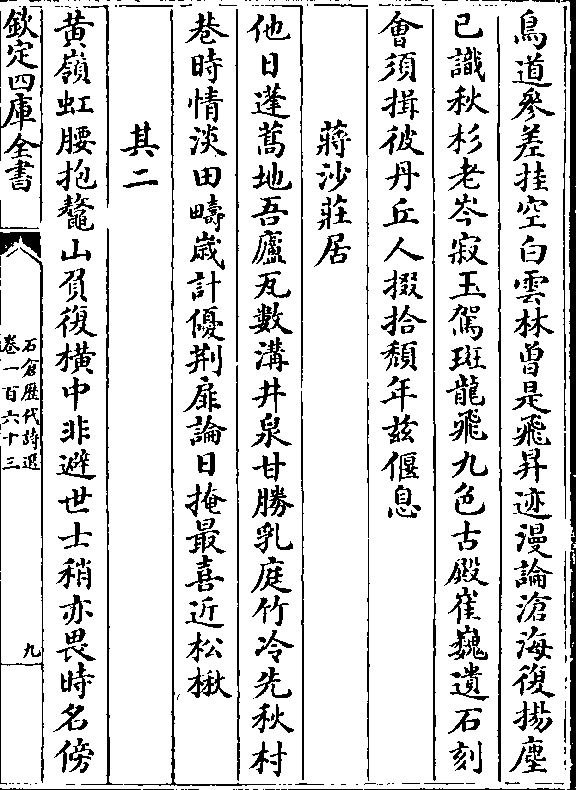 鳥道參差挂空白雲林曾是飛昇迹漫論滄海復揚塵
已識秋杉老岑寂玉駕斑龍飛九色古殿崔巍遺石刻
會須揖彼丹丘人掇拾頽年兹偃息
蔣沙莊居
他日蓬蒿地吾廬瓦數溝井泉甘勝乳庭竹冷先秋村
巷時情淡田疇歳計優荆扉論日掩最喜近松楸
其二
黄嶺虹腰抱鼇山負復横中非避世士稍亦畏時名傍
欽定四庫全書
石倉歷代詩選
卷一百六十三
九